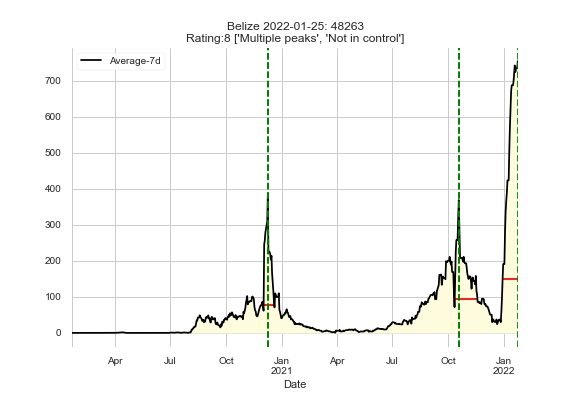 Belize 2022-01-25: 48263
Rating:8 ['Multiple peaks', 'Not in control']
Average-7d
700
600
500
400
300
200
100
0
Apr Jul Oct Jan Apr Jul Oct Jan
2021 2022
Date